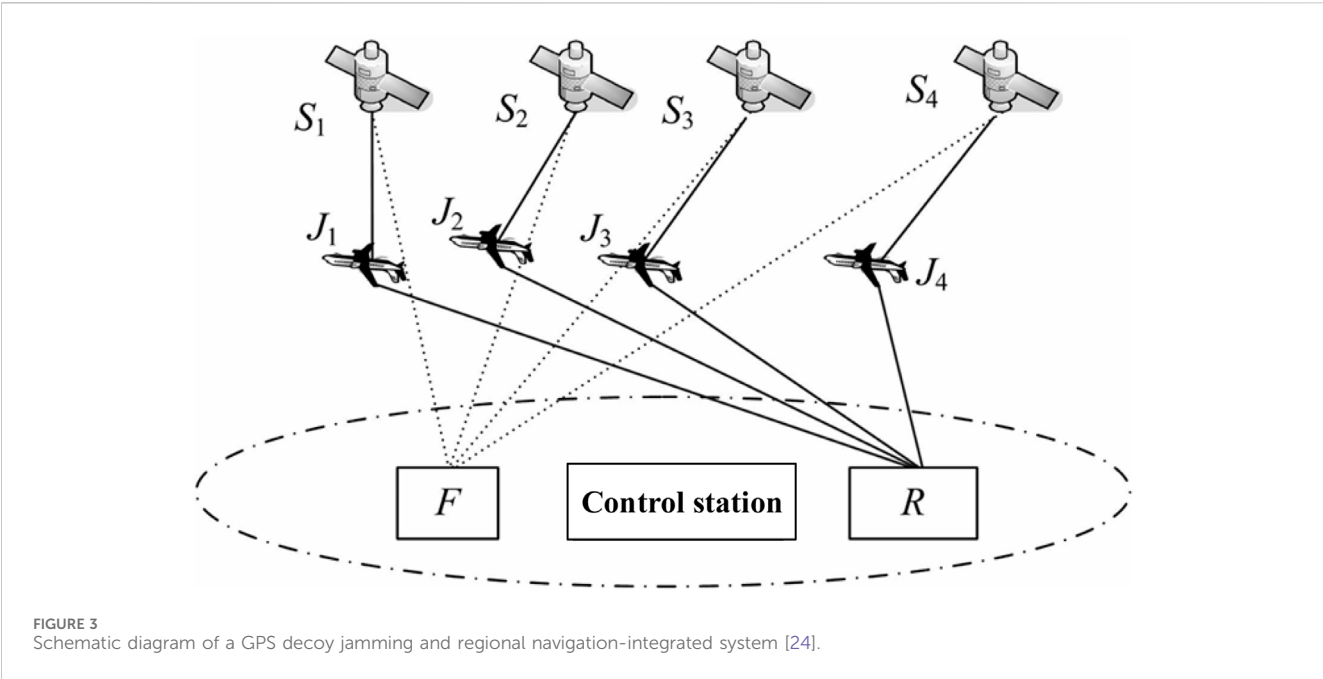 S1
S2
S3
S4
J1
J2
J3
J4
F
Control station
R
FIGURE 3
Schematic diagram of a GPS decoy jamming and regional navigation-integrated system [24].